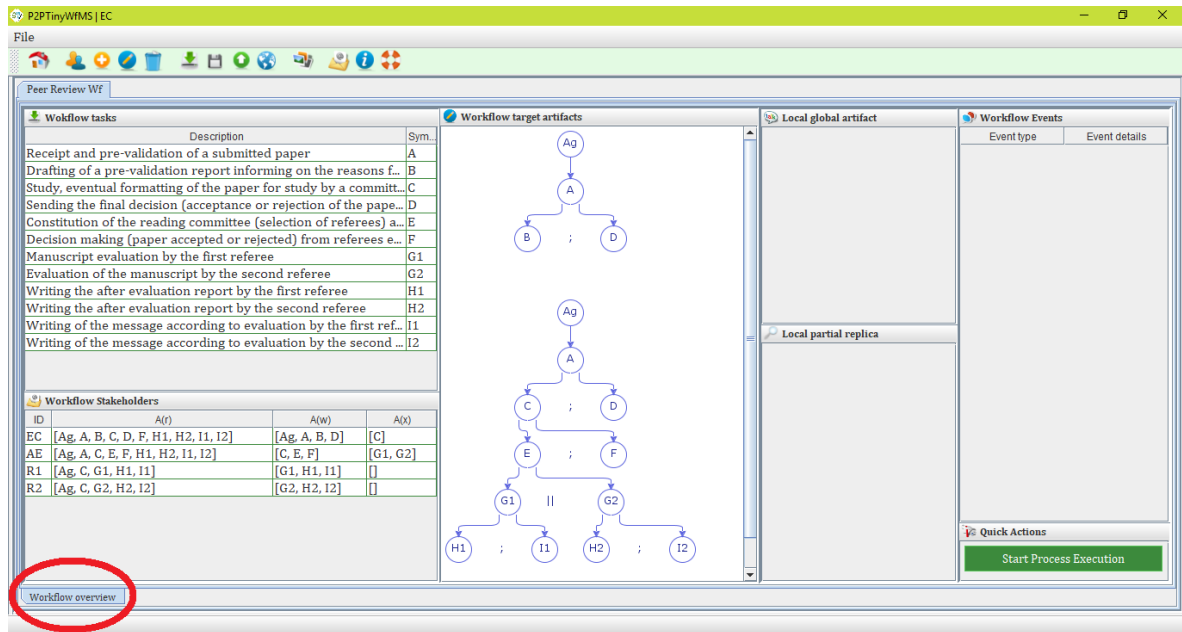 P2PTinyWfMS | EC
File
Peer Review Wf
Wokflow tasks
Description Sym...
Receipt and pre-validation of a submitted paper A
Drafting of a pre-validation report informing on the reasons f... B
Study, eventual formatting of the paper for study by a committ... C
Sending the final decision (acceptance or rejection of the pape... D
Constitution of the reading committee (selection of referees) a... E
Decision making (paper accepted or rejected) from referees e... F
Manuscript evaluation by the first referee G1
Evaluation of the manuscript by the second referee G2
Writing the after evaluation report by the first referee H1
Writing the after evaluation report by the second referee H2
Writing of the message according to evaluation by the first ref... I1
Writing of the message according to evaluation by the second ... I2
Workflow Stakeholders
ID A(r) A(w) A(x)
EC [Ag, A, B, C, D, F, H1, H2, I1, I2] [Ag, A, B, D] [C]
AE [Ag, A, C, E, F, H1, H2, I1, I2] [C, E, F] [G1, G2]
R1 [Ag, C, G1, H1, I1] [G1, H1, I1] []
R2 [Ag, C, G2, H2, I2] [G2, H2, I2] []
Workflow target artifacts
Ag
A
B ; D
Ag
A
C ; D
E ; F
G1 || G2
H1 ; I1 H2 ; I2
Local global artifact
Local partial replica
Workflow Events
Event type Event details
Quick Actions
Start Process Execution
Workflow overview